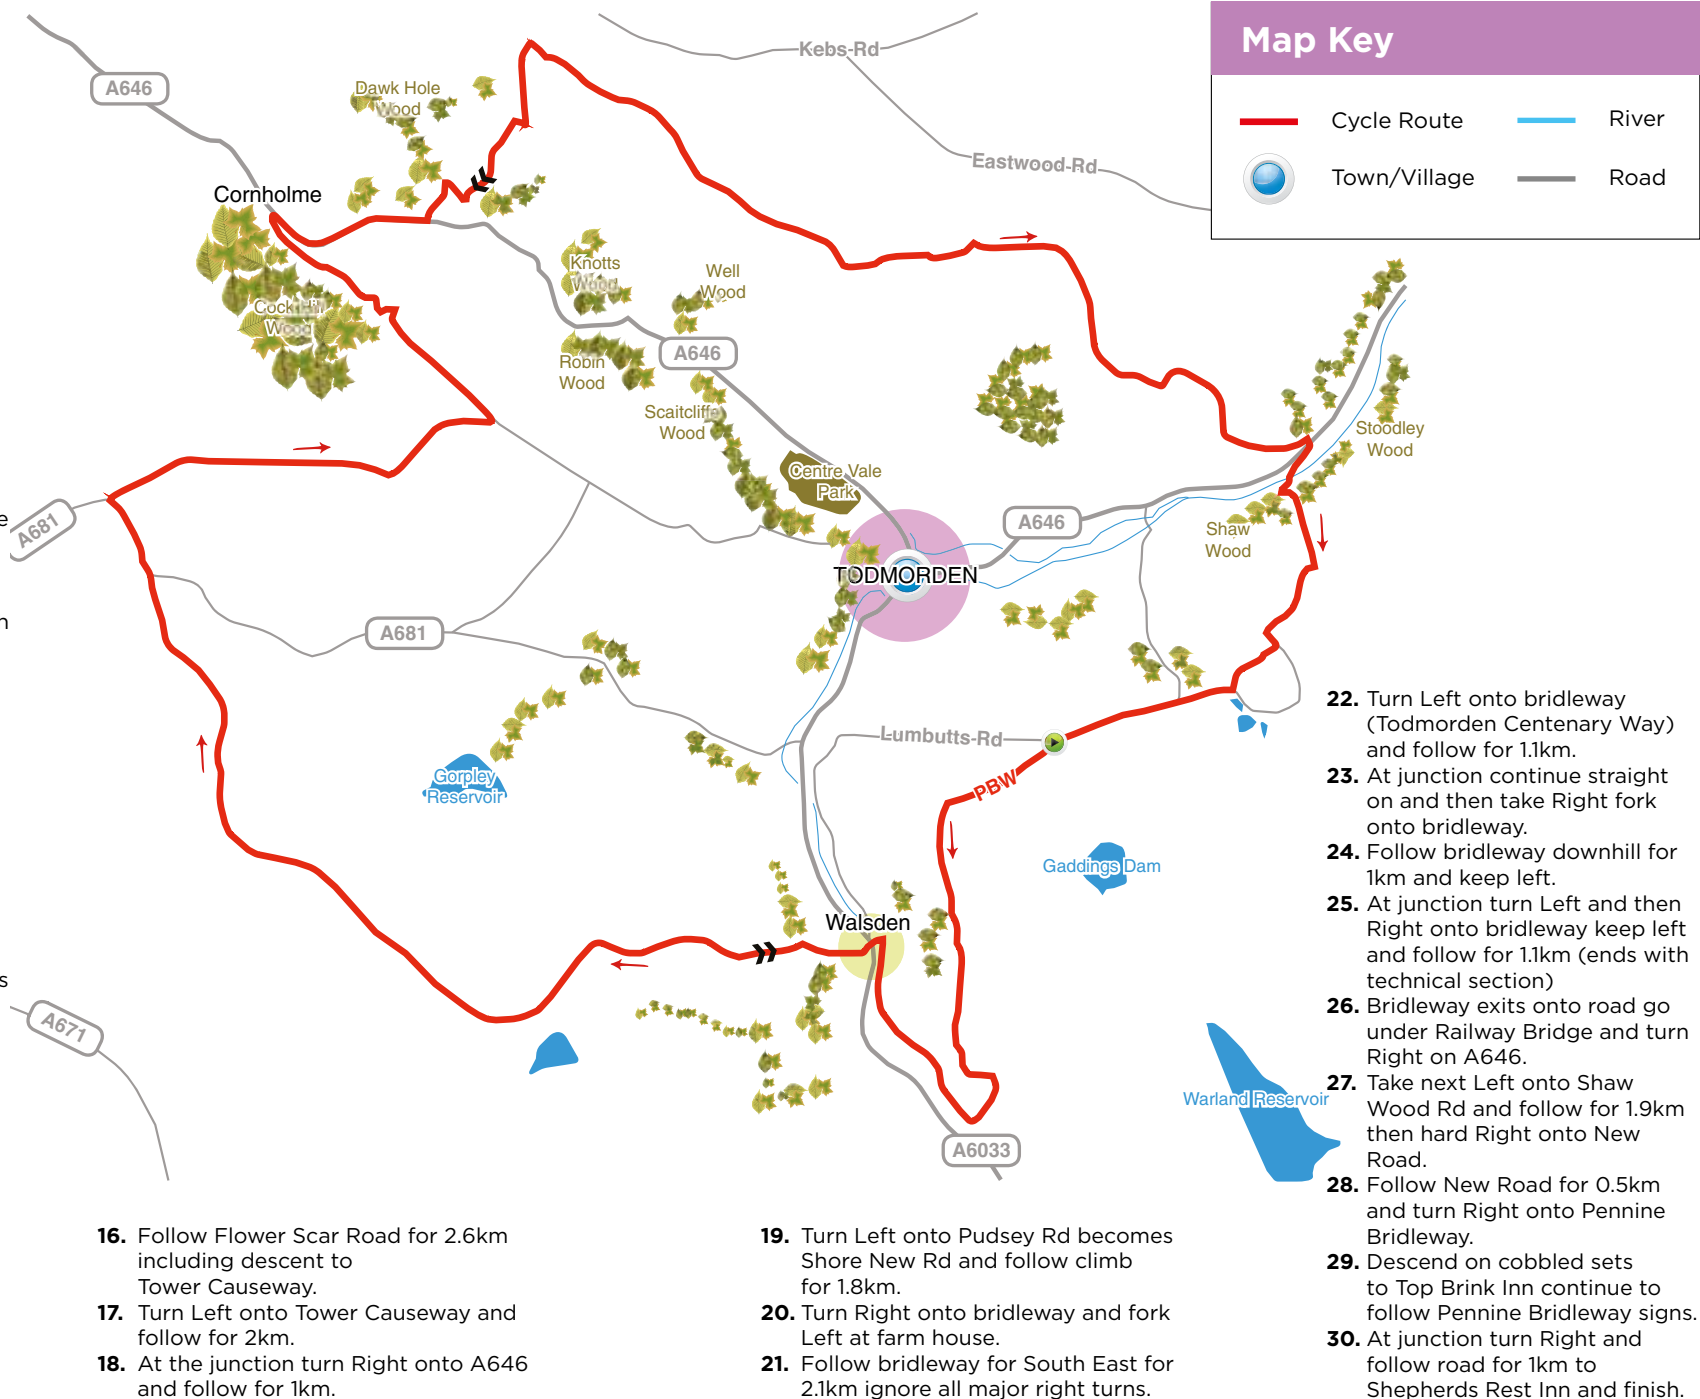 Map Key
Cycle Route
River
Town/Village
Road
Kebs-Rd
A646
Dawk Hole
Wood
Eastwood-Rd
Cornholme
Knotts
Wood
Well
Wood
Cock Hill
Wood
A646
Robin
Wood
Scaitcliffe
Wood
Stoodley
Wood
Centre Vale
Park
A681
A646
Shaw
Wood
TODMORDEN
A681
Lumbutts-Rd
Gorpley
Reservoir
PBW
Gaddings Dam
Walsden
A671
Warland Reservoir
A6033
e
n
s
16. Follow Flower Scar Road for 2.6km
including descent to
Tower Causeway.
17. Turn Left onto Tower Causeway and
follow for 2km.
18. At the junction turn Right onto A646
and follow for 1km.
19. Turn Left onto Pudsey Rd becomes
Shore New Rd and follow climb
for 1.8km.
20. Turn Right onto bridleway and fork
Left at farm house.
21. Follow bridleway for South East for
2.1km ignore all major right turns.
22. Turn Left onto bridleway
(Todmorden Centenary Way)
and follow for 1.1km.
23. At junction continue straight
on and then take Right fork
onto bridleway.
24. Follow bridleway downhill for
1km and keep left.
25. At junction turn Left and then
Right onto bridleway keep left
and follow for 1.1km (ends with
technical section)
26. Bridleway exits onto road go
under Railway Bridge and turn
Right on A646.
27. Take next Left onto Shaw
Wood Rd and follow for 1.9km
then hard Right onto New
Road.
28. Follow New Road for 0.5km
and turn Right onto Pennine
Bridleway.
29. Descend on cobbled sets
to Top Brink Inn continue to
follow Pennine Bridleway signs.
30. At junction turn Right and
follow road for 1km to
Shepherds Rest Inn and finish.